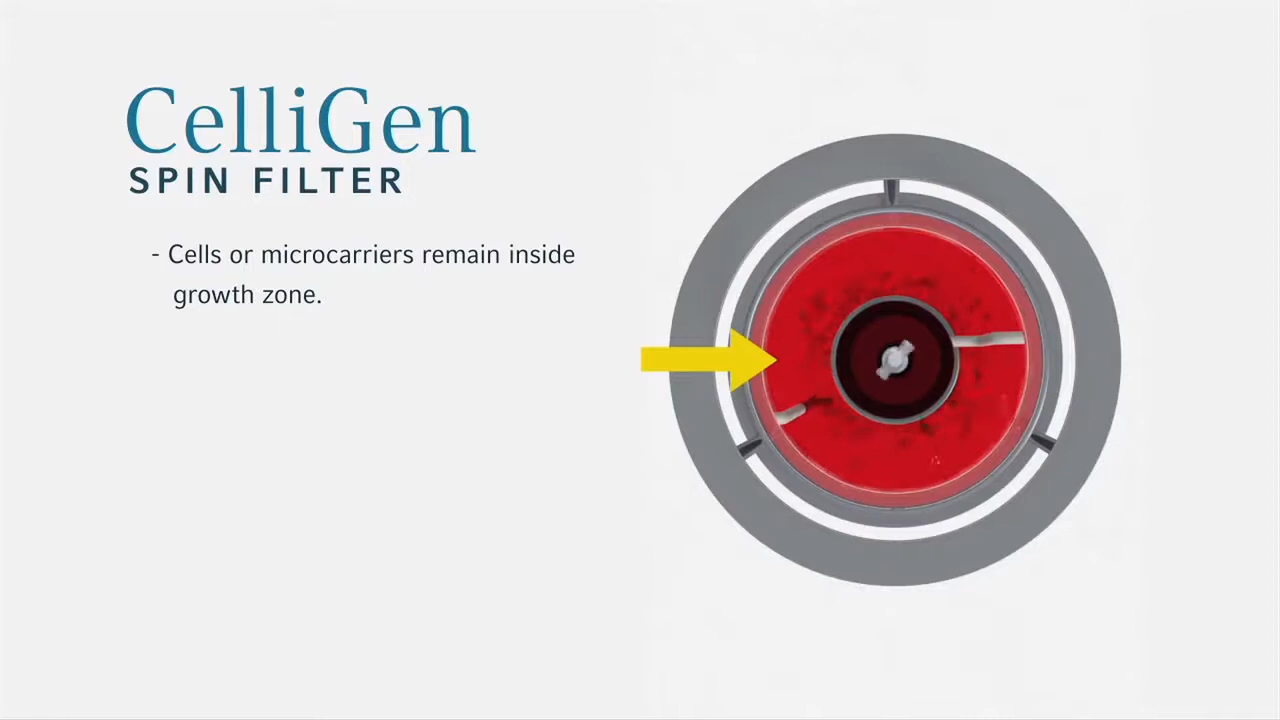 CelliGen
SPIN FILTER
- Cells or microcarriers remain inside
growth zone.